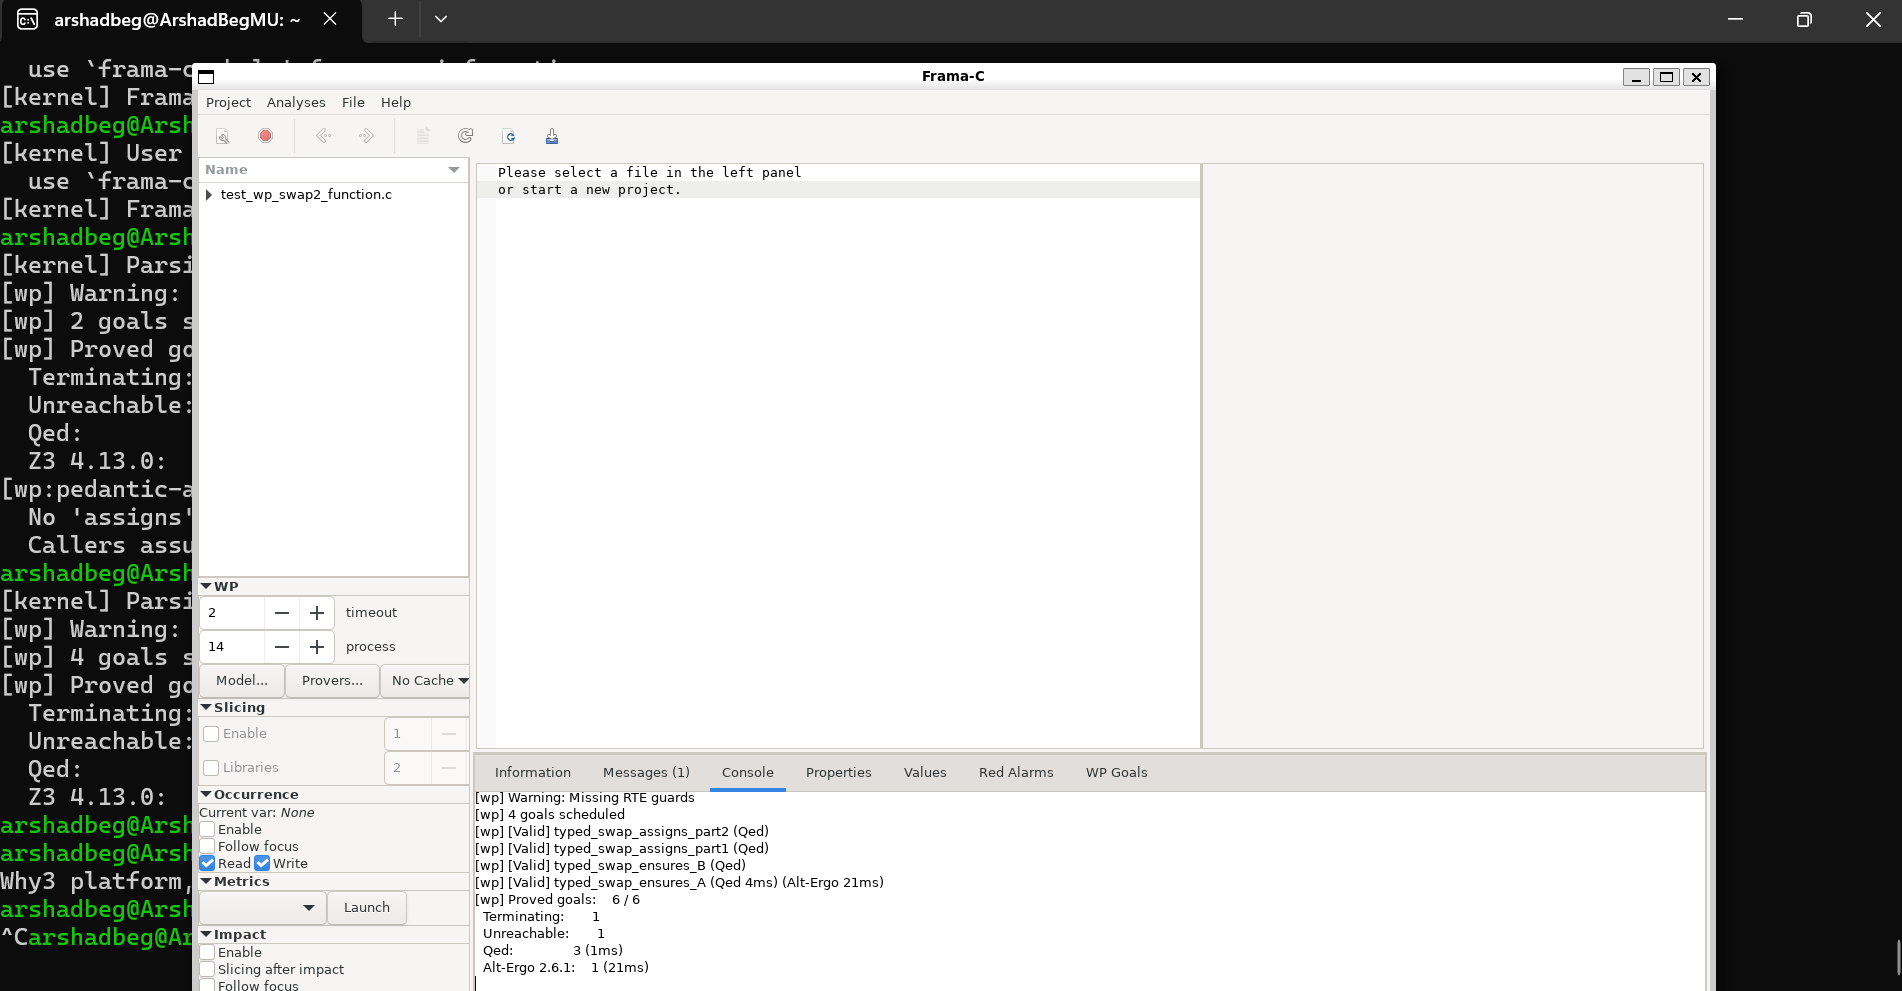 arshadbeg@ArshadBegMU: ~
use `frama-c
[kernel] Frama
arshadbeg@Arsh
[kernel] User
use `frama-c
[kernel] Frama
arshadbeg@Arsh
[kernel] Parsi
[wp] Warning:
[wp] 2 goals s
[wp] Proved go
Terminating:
Unreachable:
Qed:
Z3 4.13.0:
[wp:pedantic-a
No 'assigns'
Callers assu
arshadbeg@Arsh
[kernel] Parsi
[wp] Warning:
[wp] 4 goals s
[wp] Proved go
Terminating:
Unreachable:
Qed:
Z3 4.13.0:
arshadbeg@Arsh
arshadbeg@Arsh
Why3 platform,
arshadbeg@Arsh
^Carshadbeg@Ar
Frama-C
Project Analyses File Help
Name
test_wp_swap2_function.c
Please select a file in the left panel
or start a new project.
WP
2 timeout
14 process
Model... Provers... No Cache
Slicing
Enable 1
Libraries 2
Occurrence
Current var: None
Enable
Follow focus
Read Write
Metrics
Launch
Impact
Enable
Slicing after impact
Follow focus
Information Messages (1) Console Properties Values Red Alarms WP Goals
[wp] Warning: Missing RTE guards
[wp] 4 goals scheduled
[wp] [Valid] typed_swap_assigns_part2 (Qed)
[wp] [Valid] typed_swap_assigns_part1 (Qed)
[wp] [Valid] typed_swap_ensures_B (Qed)
[wp] [Valid] typed_swap_ensures_A (Qed 4ms) (Alt-Ergo 21ms)
[wp] Proved goals: 6 / 6
Terminating: 1
Unreachable: 1
Qed: 3 (1ms)
Alt-Ergo 2.6.1: 1 (21ms)